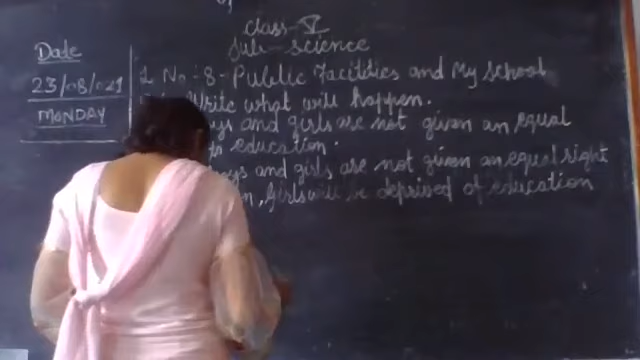 Class-V
Sub-Science
Date
23/08/021
MONDAY
L No:8- Public Facilities and My School
Write what will happen.
and girls are not given an equal
education.
and girls are not given an equal right
Girls will be deprived of education